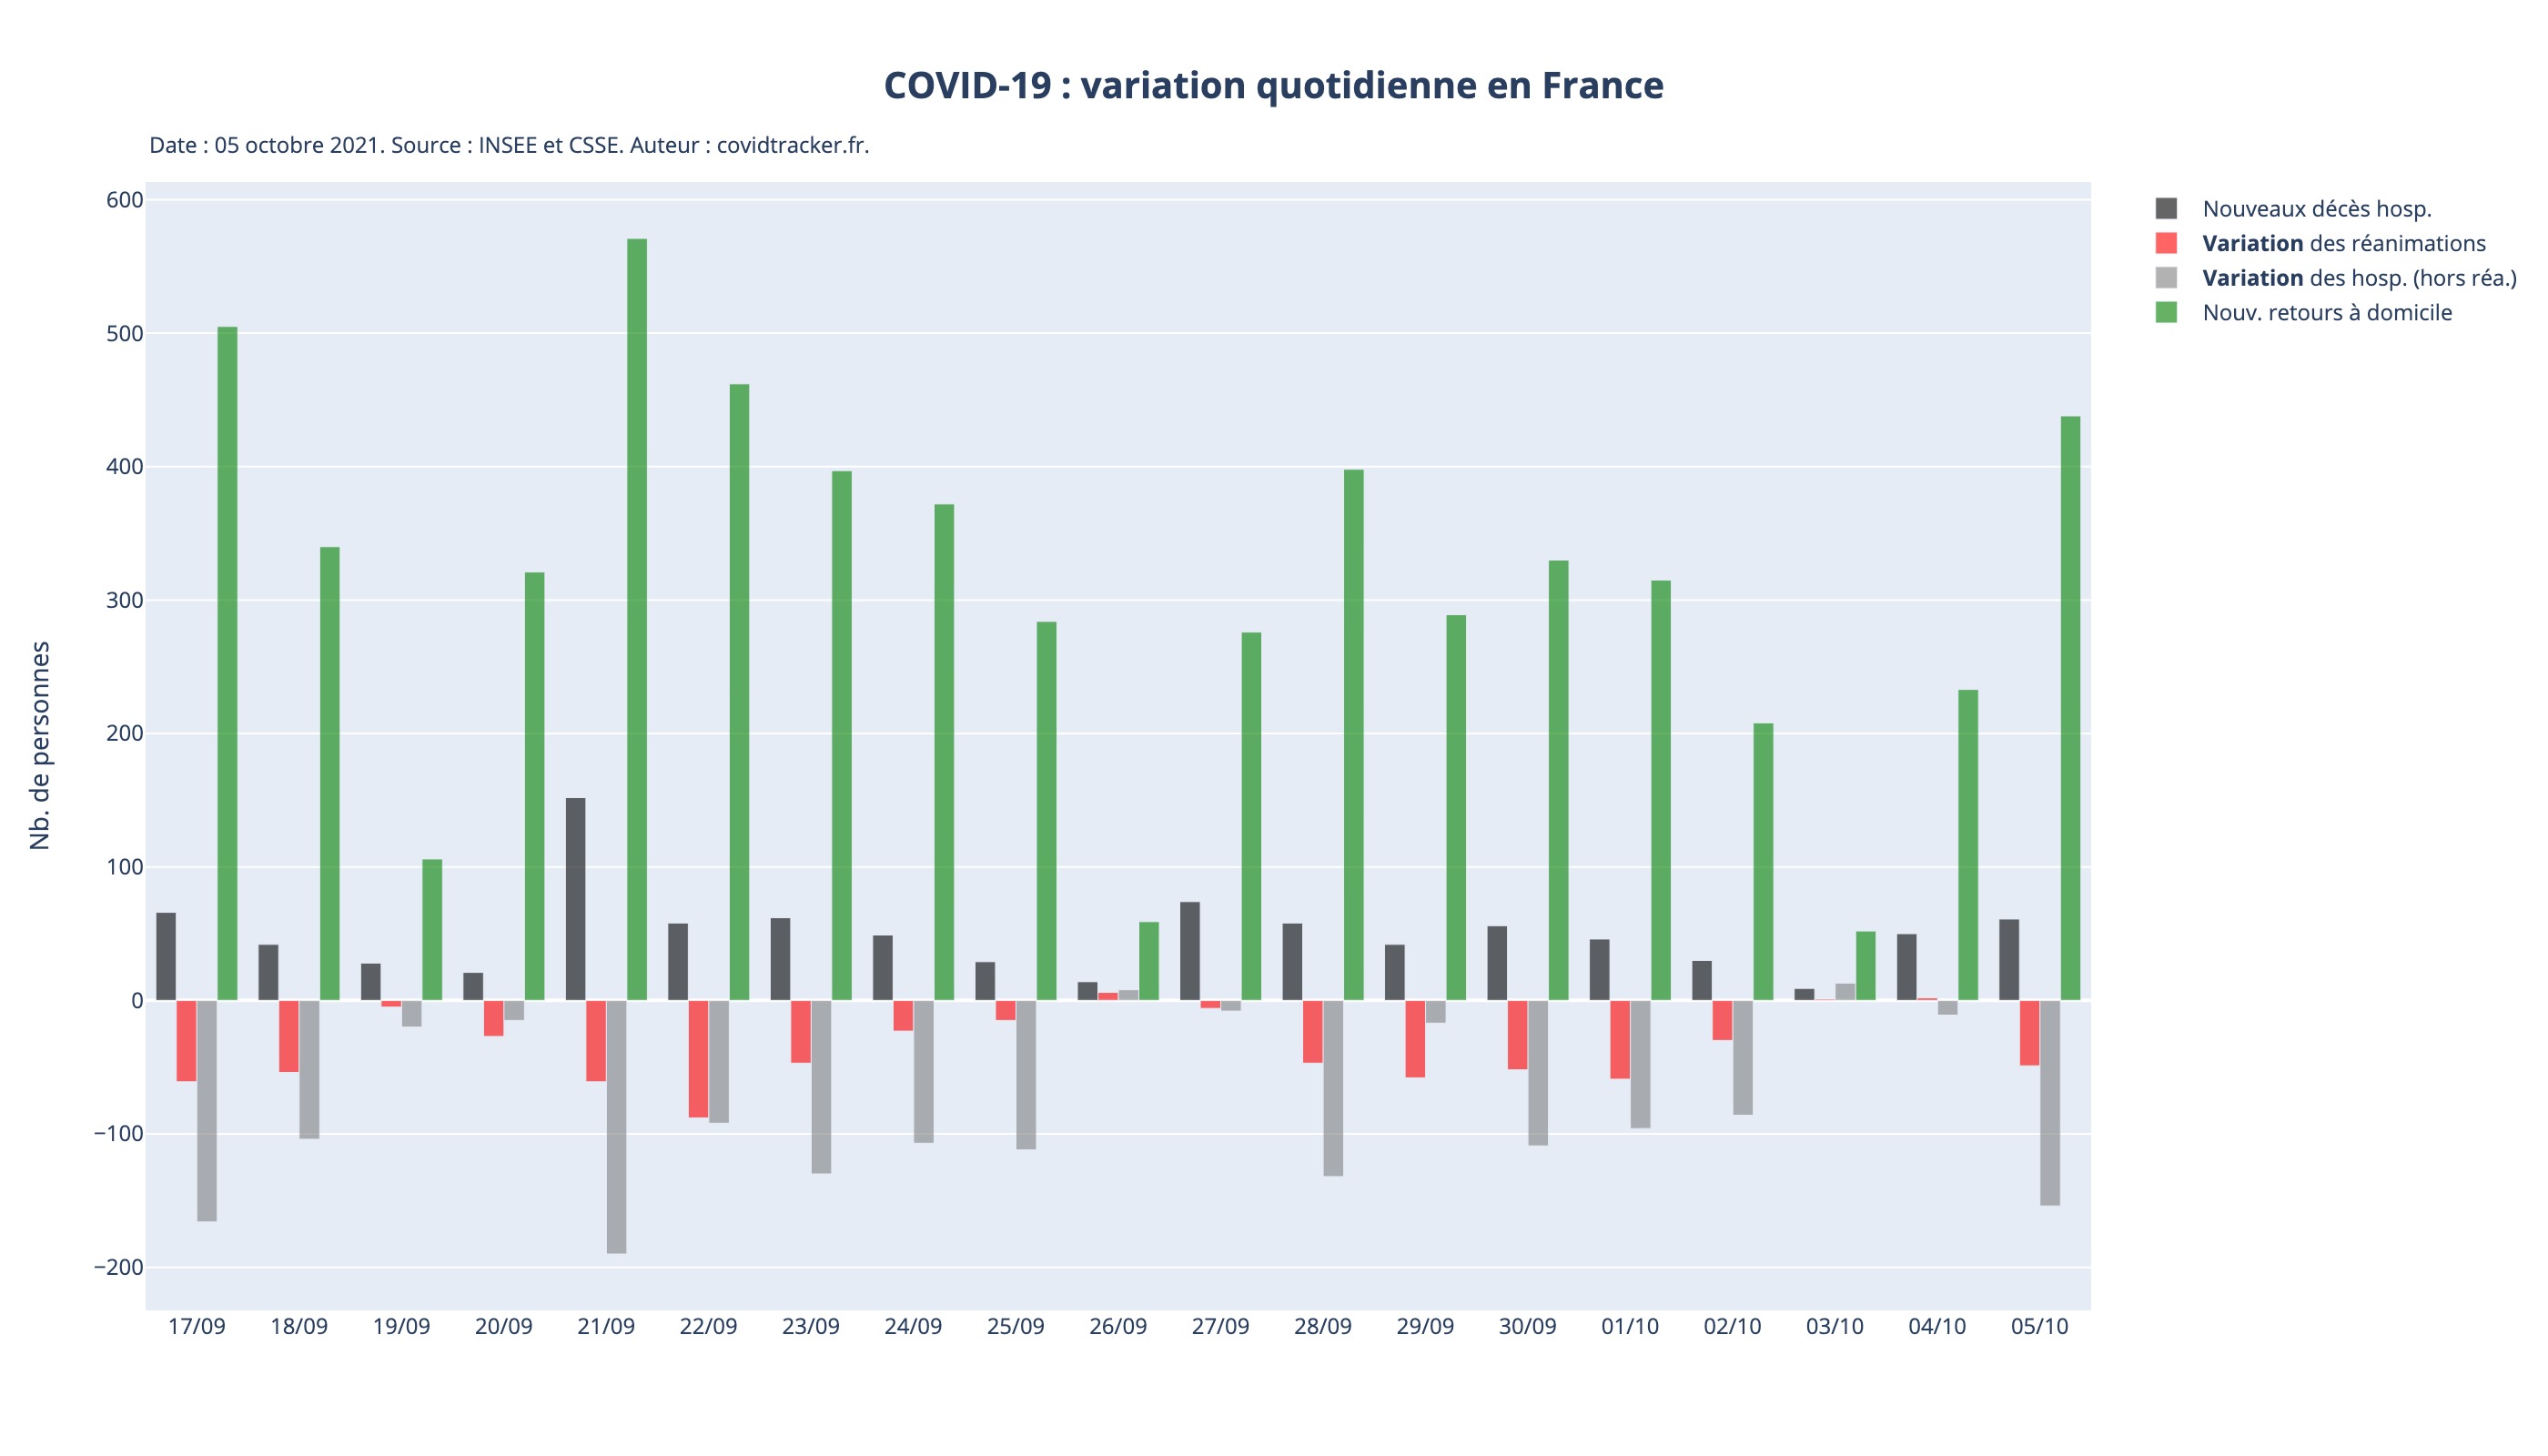 COVID-19 : variation quotidienne en France
Date : 05 octobre 2021. Source : INSEE et CSSE. Auteur : covidtracker.fr.
Nouveaux décès hosp.
Variation des réanimations
Variation des hosp. (hors réa.)
Nouv. retours à domicile
Nb. de personnes
600
500
400
300
200
100
0
−100
−200
17/09 18/09 19/09 20/09 21/09 22/09 23/09 24/09 25/09 26/09 27/09 28/09 29/09 30/09 01/10 02/10 03/10 04/10 05/10